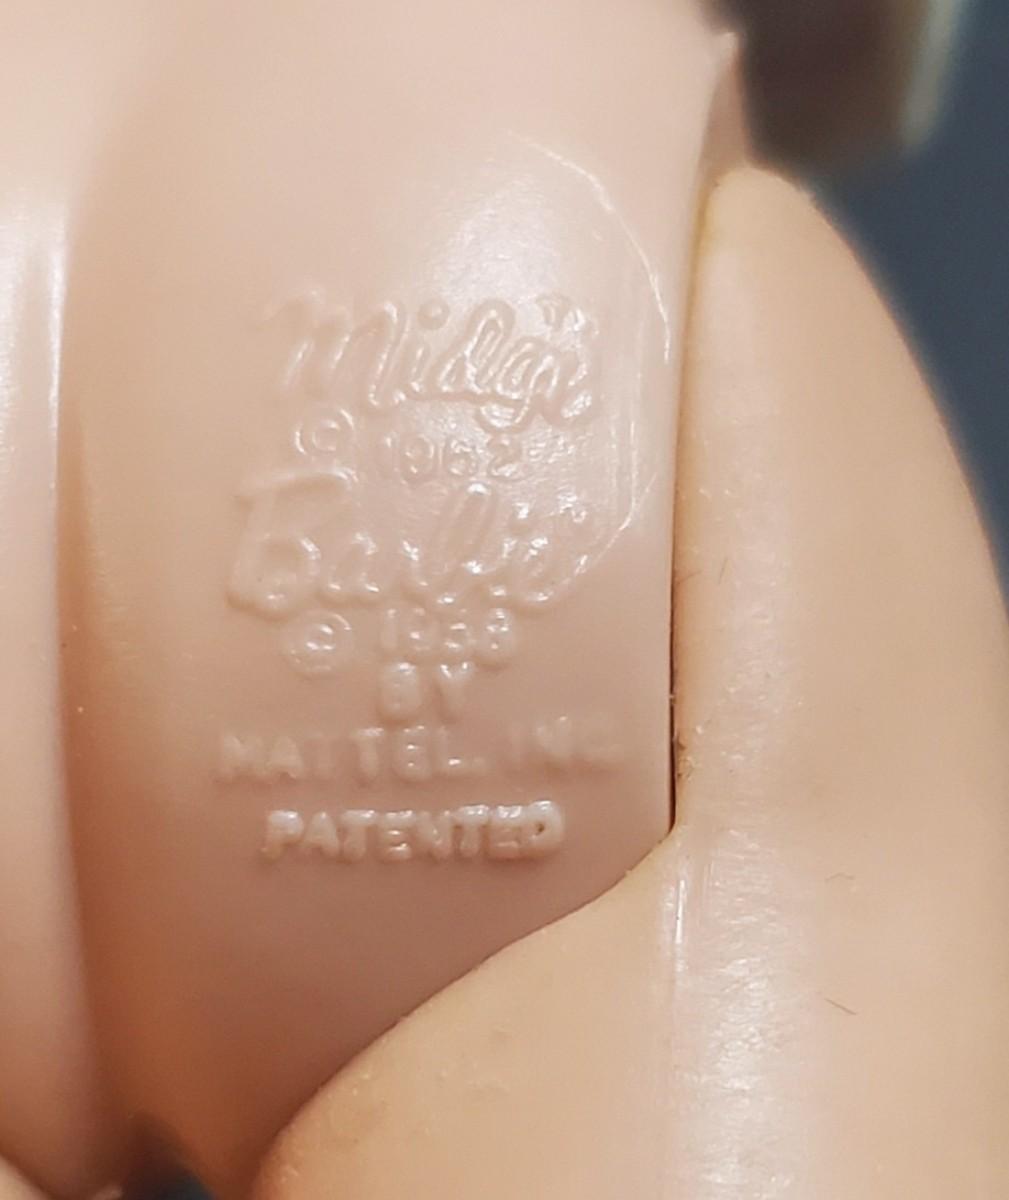 Midge T.M.
© 1962
Barbie ®
® 1958
BY
MATTEL, INC.
PATENTED